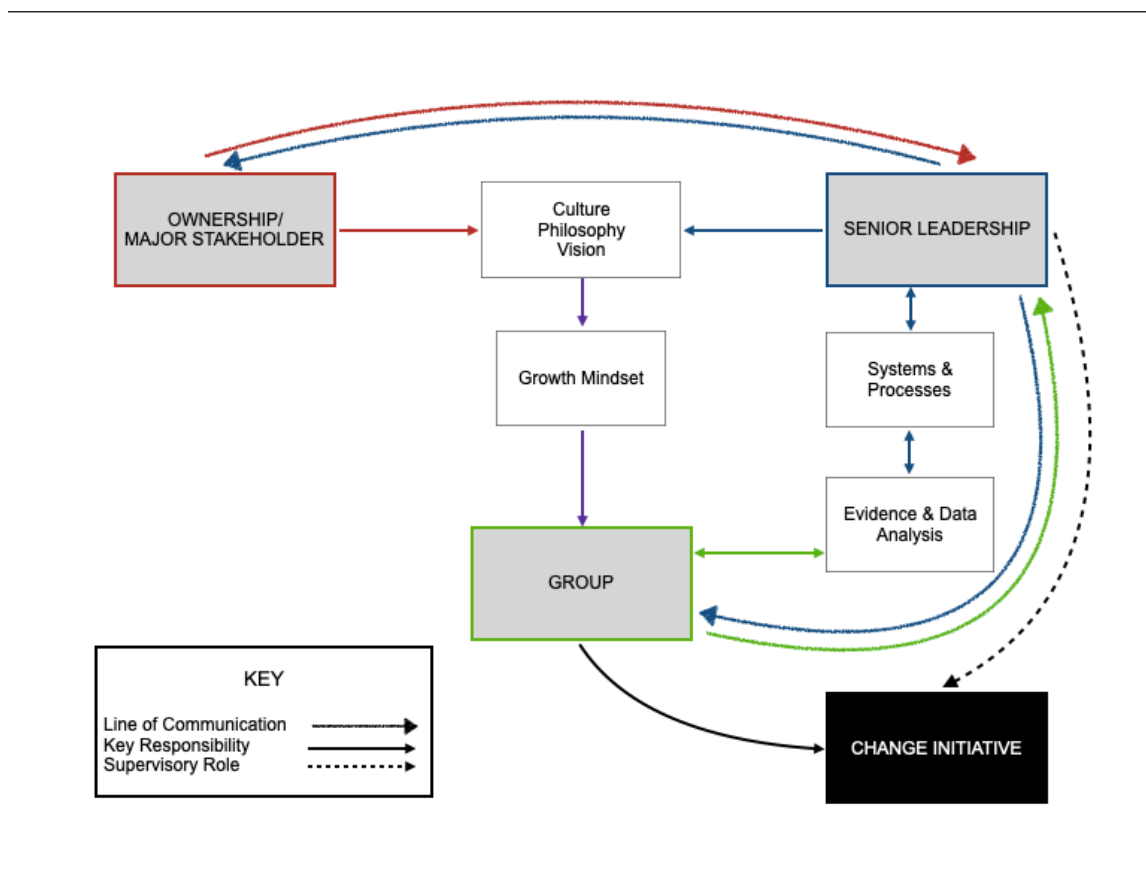 OWNERSHIP/
MAJOR STAKEHOLDER
Culture
Philosophy
Vision
SENIOR LEADERSHIP
Growth Mindset
Systems &
Processes
Evidence & Data
Analysis
GROUP
KEY
Line of Communication
Key Responsibility
Supervisory Role
CHANGE INITIATIVE